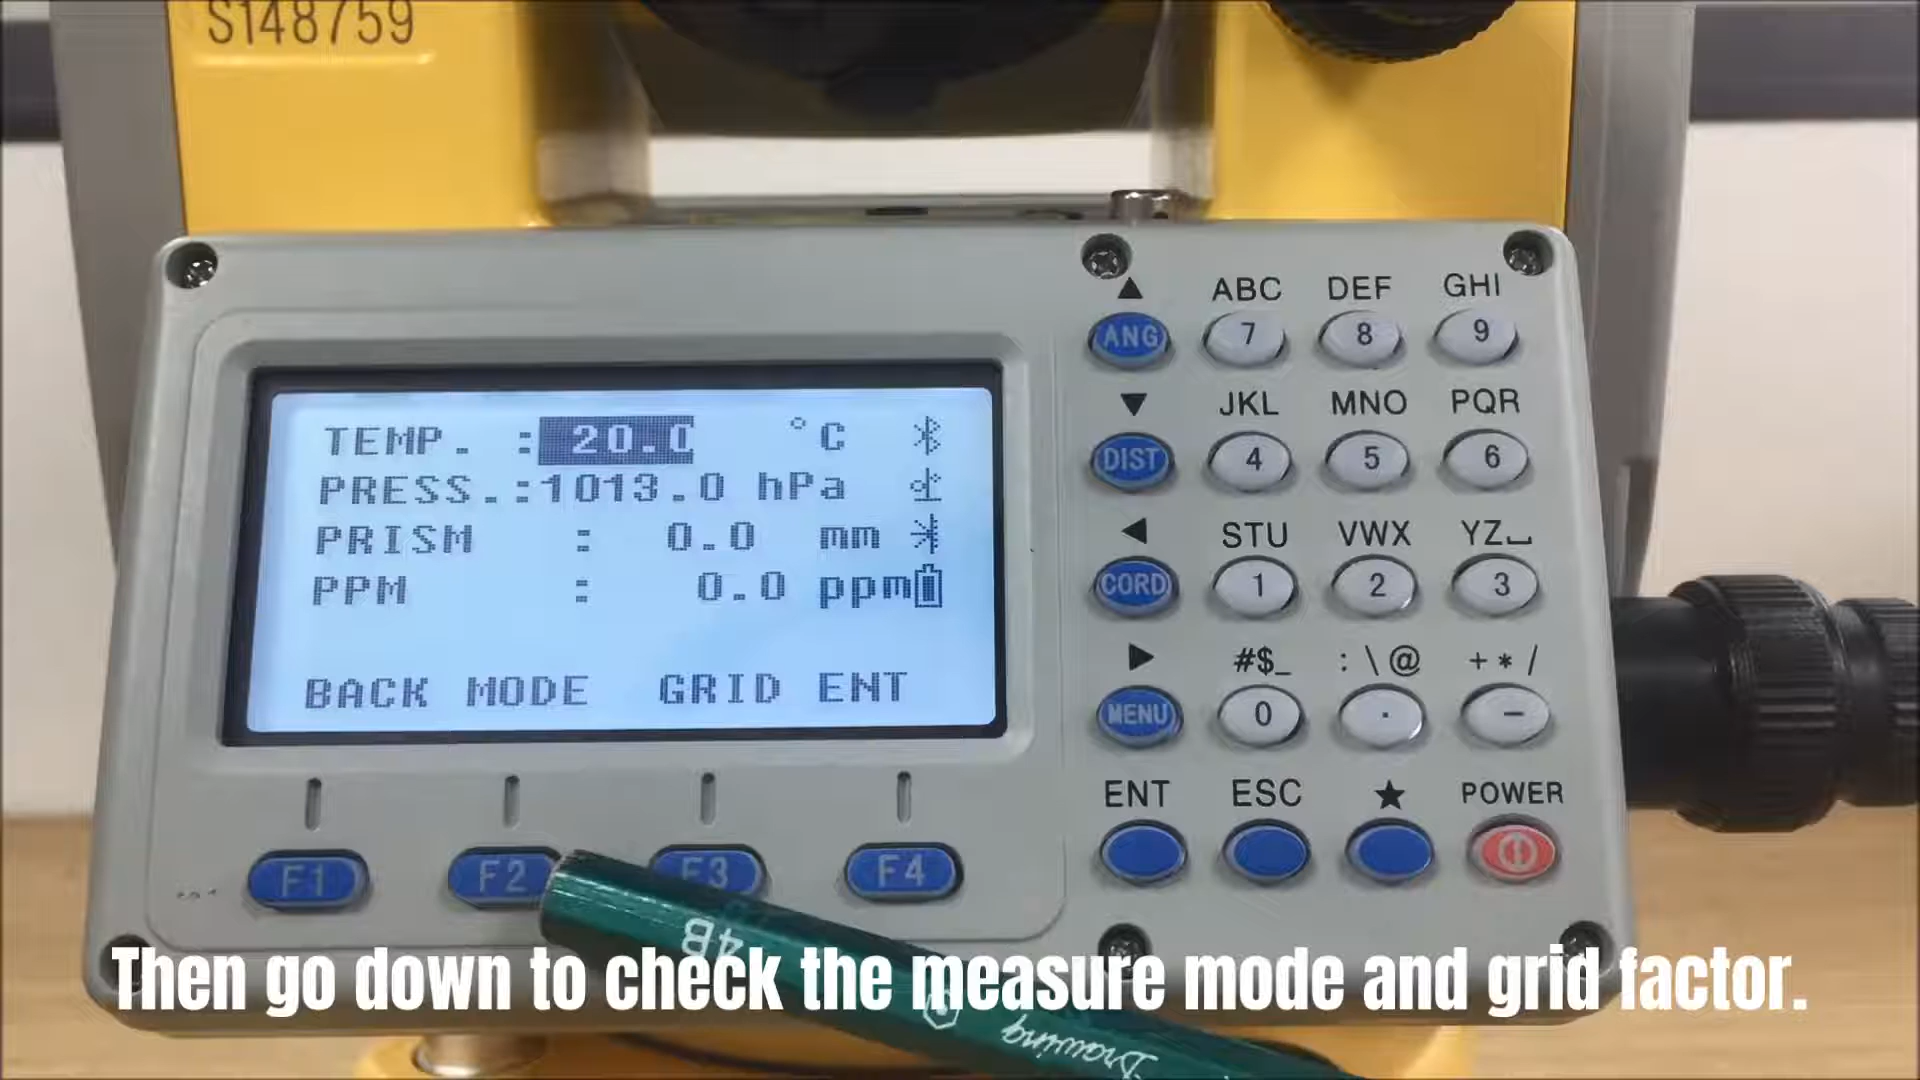 S148759
TEMP. : 20.0 °C
PRESS.:1013.0 hPa
PRISM : 0.0 mm
PPM : 0.0 ppm
BACK MODE GRID ENT
F1 F2 F3 F4
▲ ABC DEF GHI
ANG 7 8 9
▼ JKL MNO PQR
DIST 4 5 6
◀ STU VWX YZ⎵
CORD 1 2 3
▶ #$_ :\@ +*/
MENU 0 . -
ENT ESC ★ POWER
4B
Drawing
Then go down to check the measure mode and grid factor.